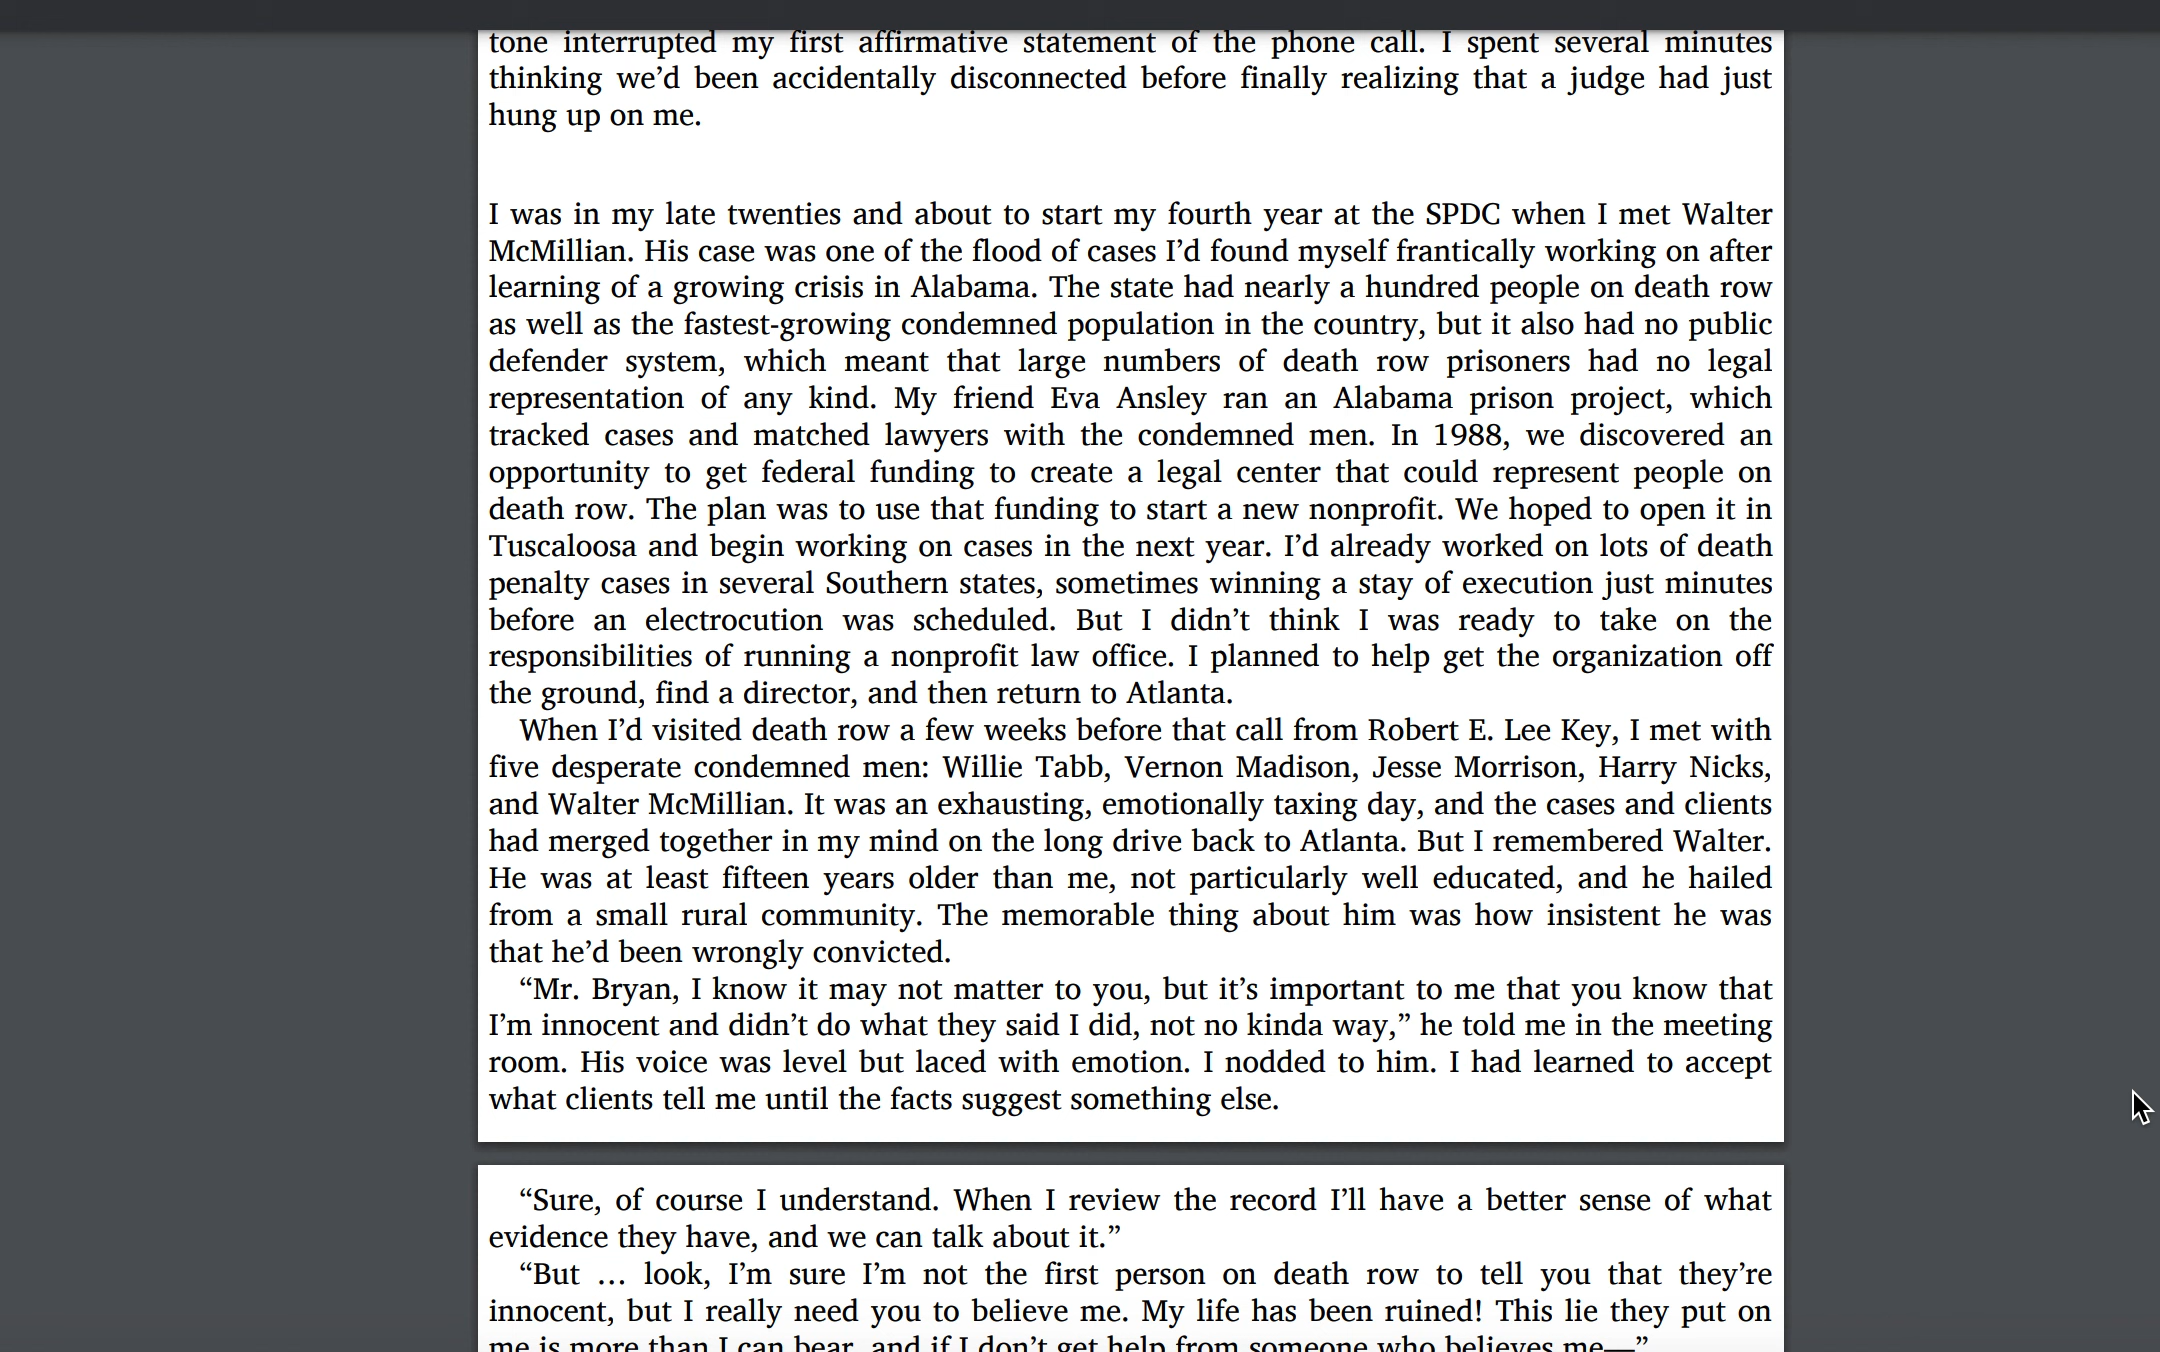 tone interrupted my first affirmative statement of the phone call. I spent several minutes
thinking we’d been accidentally disconnected before finally realizing that a judge had just
hung up on me.
I was in my late twenties and about to start my fourth year at the SPDC when I met Walter
McMillian. His case was one of the flood of cases I’d found myself frantically working on after
learning of a growing crisis in Alabama. The state had nearly a hundred people on death row
as well as the fastest-growing condemned population in the country, but it also had no public
defender system, which meant that large numbers of death row prisoners had no legal
representation of any kind. My friend Eva Ansley ran an Alabama prison project, which
tracked cases and matched lawyers with the condemned men. In 1988, we discovered an
opportunity to get federal funding to create a legal center that could represent people on
death row. The plan was to use that funding to start a new nonprofit. We hoped to open it in
Tuscaloosa and begin working on cases in the next year. I’d already worked on lots of death
penalty cases in several Southern states, sometimes winning a stay of execution just minutes
before an electrocution was scheduled. But I didn’t think I was ready to take on the
responsibilities of running a nonprofit law office. I planned to help get the organization off
the ground, find a director, and then return to Atlanta.
When I’d visited death row a few weeks before that call from Robert E. Lee Key, I met with
five desperate condemned men: Willie Tabb, Vernon Madison, Jesse Morrison, Harry Nicks,
and Walter McMillian. It was an exhausting, emotionally taxing day, and the cases and clients
had merged together in my mind on the long drive back to Atlanta. But I remembered Walter.
He was at least fifteen years older than me, not particularly well educated, and he hailed
from a small rural community. The memorable thing about him was how insistent he was
that he’d been wrongly convicted.
“Mr. Bryan, I know it may not matter to you, but it’s important to me that you know that
I’m innocent and didn’t do what they said I did, not no kinda way,” he told me in the meeting
room. His voice was level but laced with emotion. I nodded to him. I had learned to accept
what clients tell me until the facts suggest something else.
“Sure, of course I understand. When I review the record I’ll have a better sense of what
evidence they have, and we can talk about it.”
“But … look, I’m sure I’m not the first person on death row to tell you that they’re
innocent, but I really need you to believe me. My life has been ruined! This lie they put on
me is more than I can bear, and if I don’t get help from someone who believes me—”